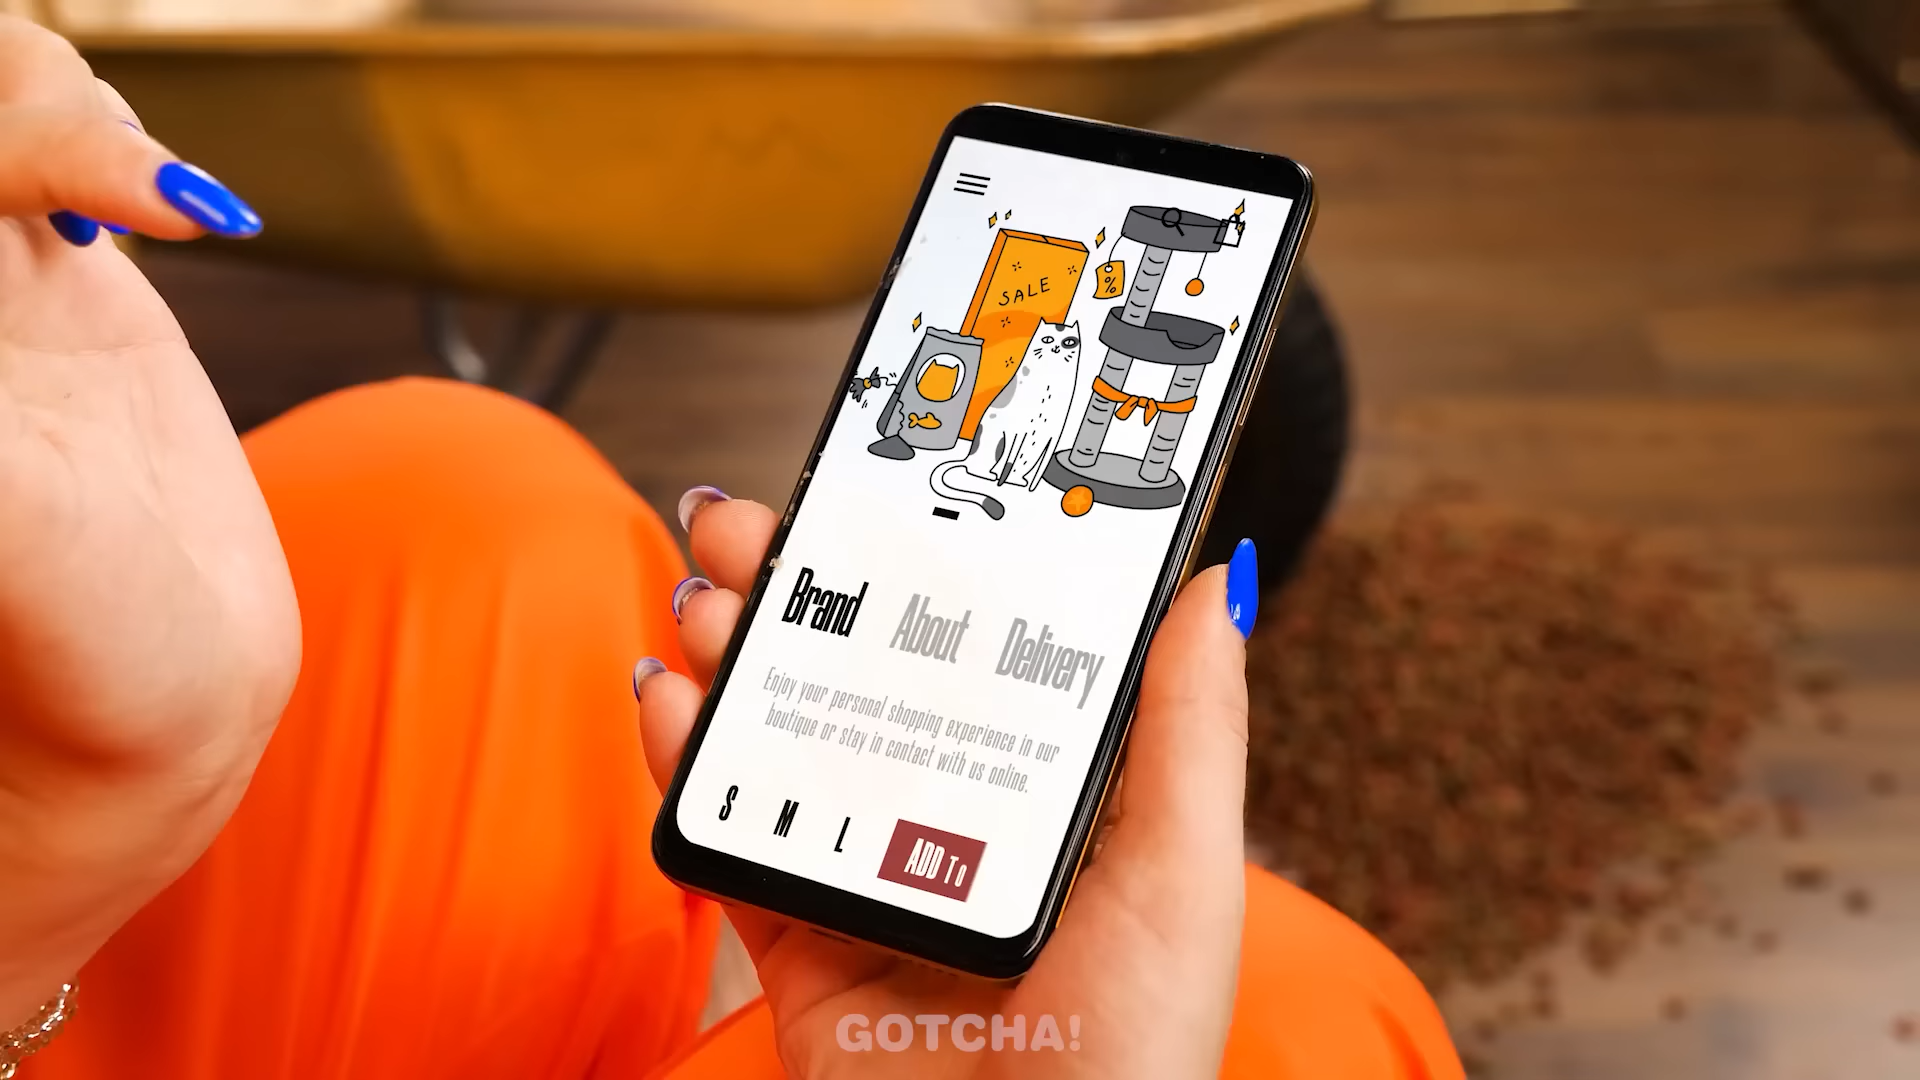 SALE
%
Brand About Delivery
Enjoy your personal shopping experience in our
boutique or stay in contact with us online.
S M L ADD To
GOTCHA!